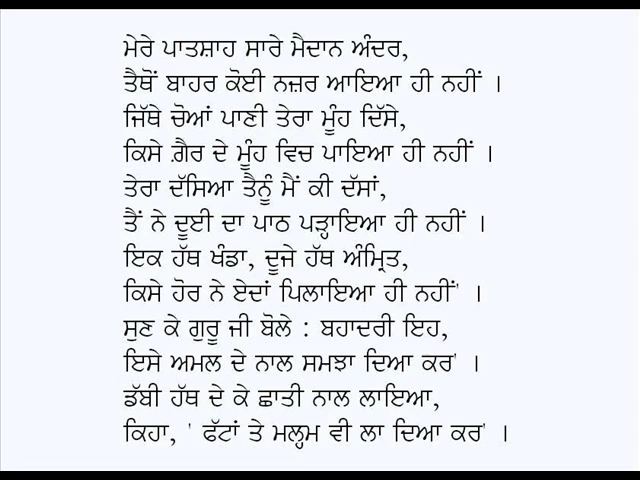 ਮੇਰੇ ਪਾਤਸ਼ਾਹ ਸਾਰੇ ਮੈਦਾਨ ਅੰਦਰ,
ਤੈਥੋਂ ਬਾਹਰ ਕੋਈ ਨਜ਼ਰ ਆਇਆ ਹੀ ਨਹੀਂ ।
ਜਿੱਥੇ ਚੋਆਂ ਪਾਣੀ ਤੇਰਾ ਮੂੰਹ ਦਿੱਸੇ,
ਕਿਸੇ ਗ਼ੈਰ ਦੇ ਮੂੰਹ ਵਿਚ ਪਾਇਆ ਹੀ ਨਹੀਂ ।
ਤੇਰਾ ਦੱਸਿਆ ਤੈਨੂੰ ਮੈਂ ਕੀ ਦੱਸਾਂ,
ਤੈਂ ਨੇ ਦੂਈ ਦਾ ਪਾਠ ਪੜ੍ਹਾਇਆ ਹੀ ਨਹੀਂ ।
ਇਕ ਹੱਥ ਖੰਡਾ, ਦੂਜੇ ਹੱਥ ਅੰਮ੍ਰਿਤ,
ਕਿਸੇ ਹੋਰ ਨੇ ਏਦਾਂ ਪਿਲਾਇਆ ਹੀ ਨਹੀਂ' ।
ਸੁਣ ਕੇ ਗੁਰੂ ਜੀ ਬੋਲੇ : ਬਹਾਦਰੀ ਇਹ,
ਇਸੇ ਅਮਲ ਦੇ ਨਾਲ ਸਮਝਾ ਦਿਆ ਕਰ' ।
ਡੱਬੀ ਹੱਥ ਦੇ ਕੇ ਛਾਤੀ ਨਾਲ ਲਾਇਆ,
ਕਿਹਾ, ' ਫੱਟਾਂ ਤੇ ਮਲ੍ਹਮ ਵੀ ਲਾ ਦਿਆ ਕਰ' ।